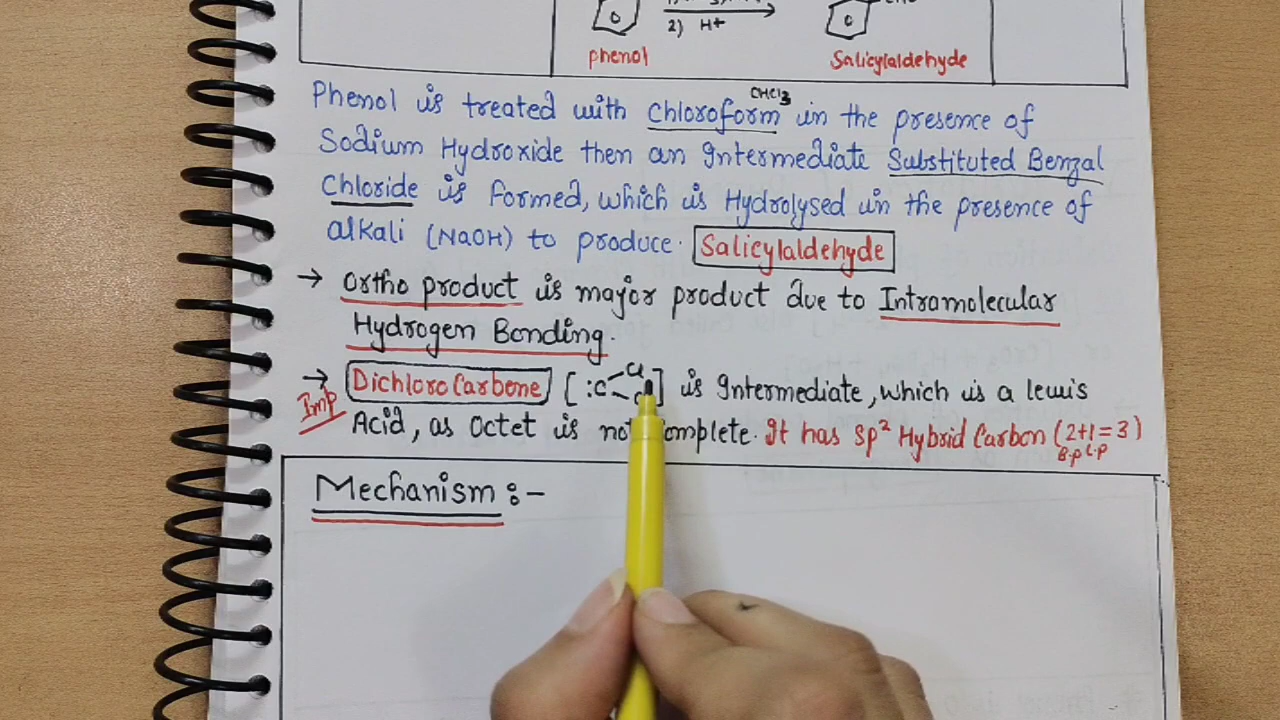 2) H+
phenol
Salicylaldehyde
CHCl3
Phenol is treated with Chloroform in the presence of
Sodium Hydroxide then an Intermediate Substituted Benzal
Chloride is formed, which is Hydrolysed in the presence of
alkali (NaOH) to produce. Salicylaldehyde
→ Ortho product is major product due to Intramolecular
Hydrogen Bonding.
→ Dichloro Carbene [:C Cl ] is Intermediate, which is a lewis
Imp
Acid, as Octet is not complete. It has Sp² Hybrid Carbon (2+1=3)
B.p L.p
Mechanism :-